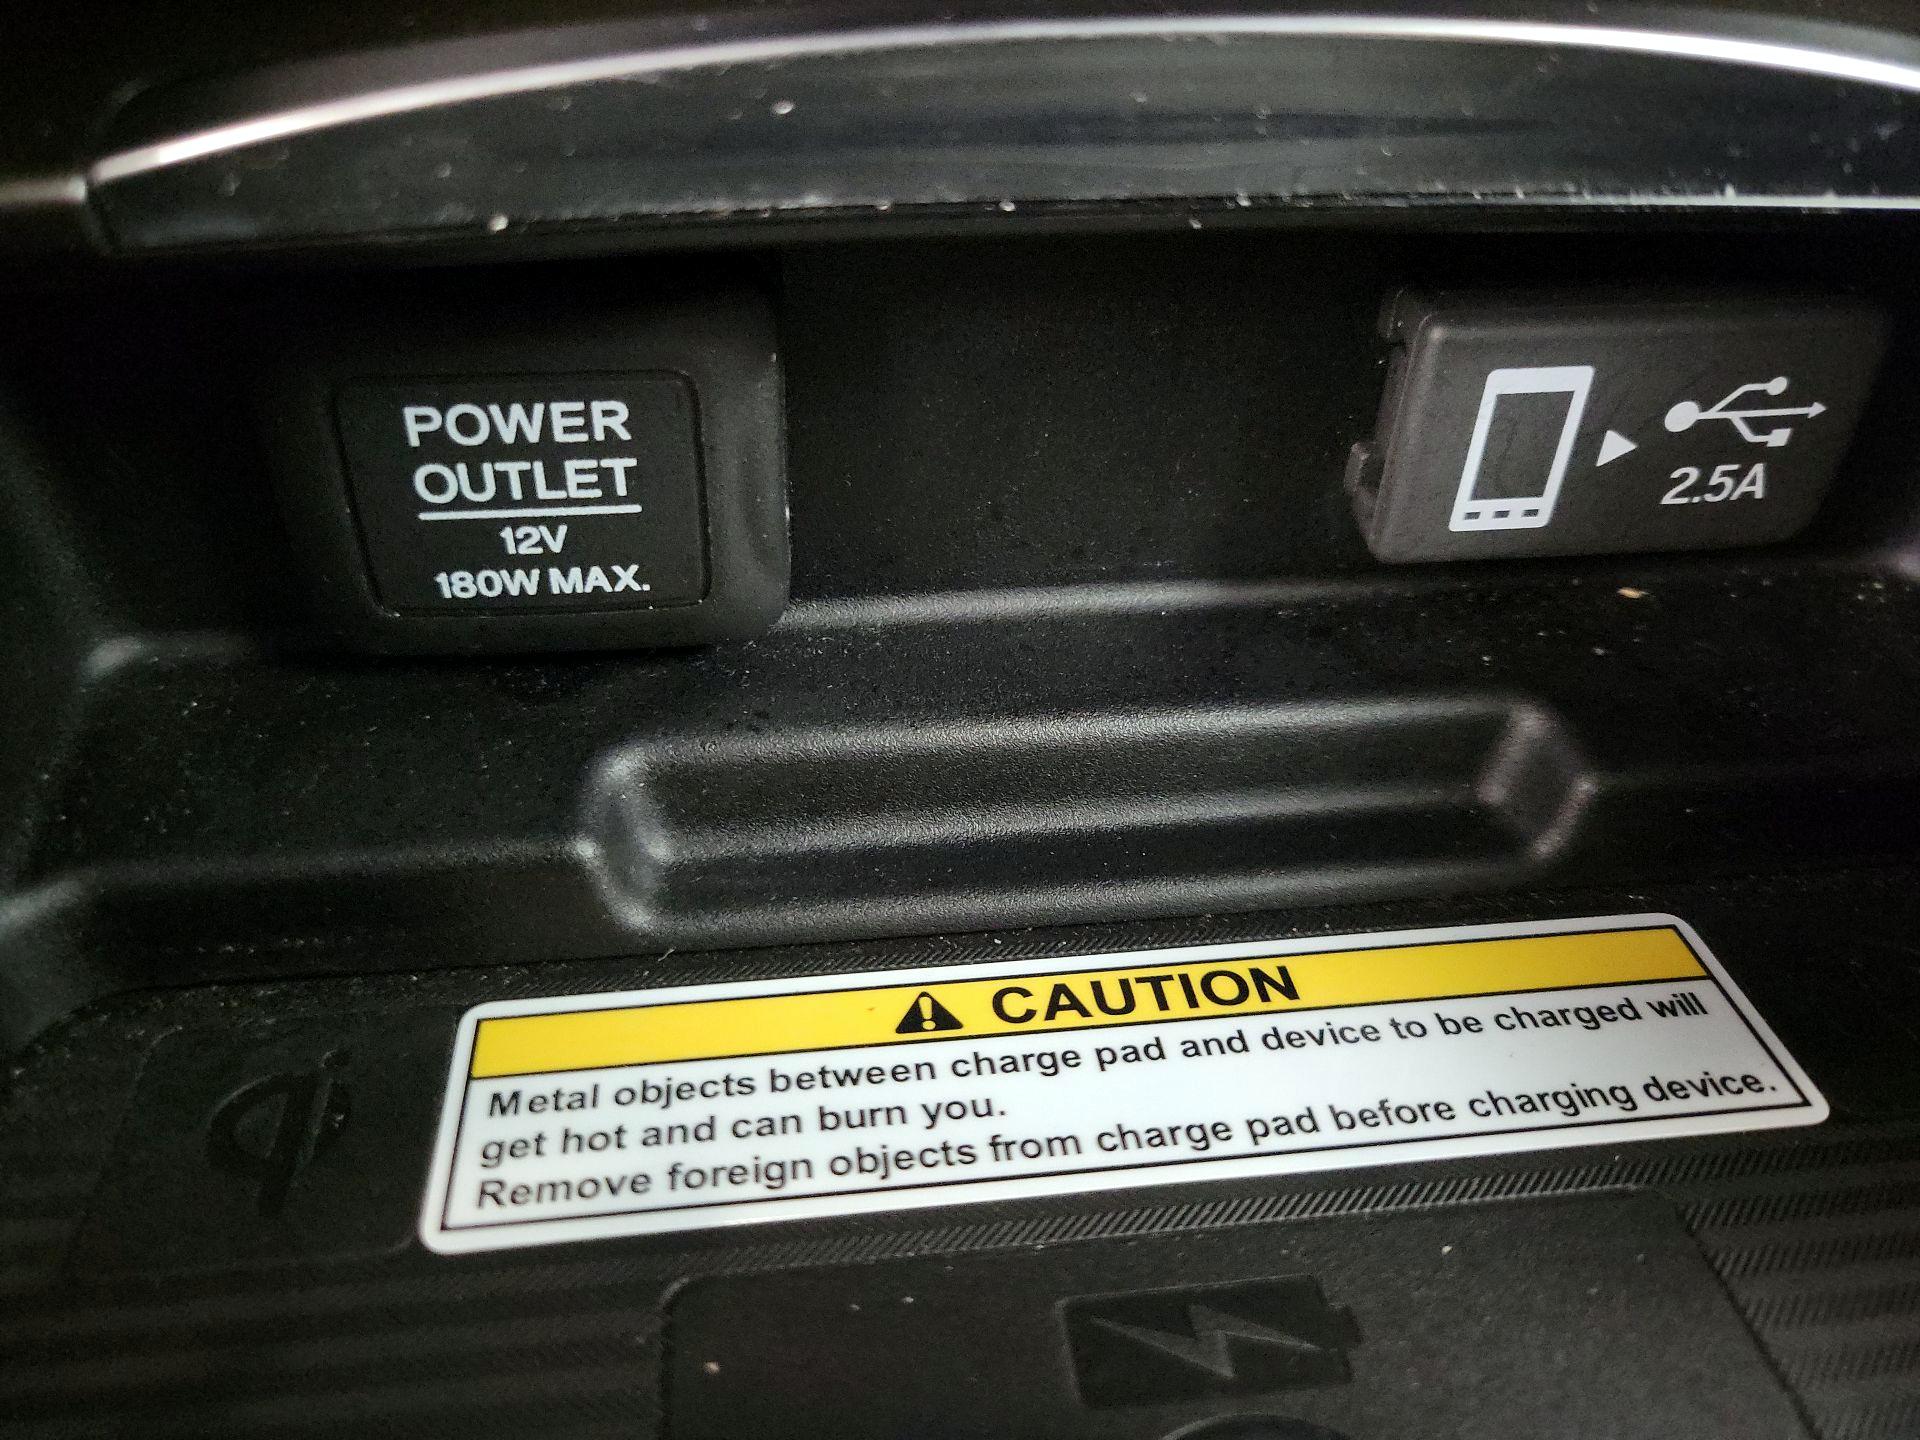 POWER
OUTLET
12V
180W MAX.
2.5A
CAUTION
Metal objects between charge pad and device to be charged will
get hot and can burn you.
Remove foreign objects from charge pad before charging device.